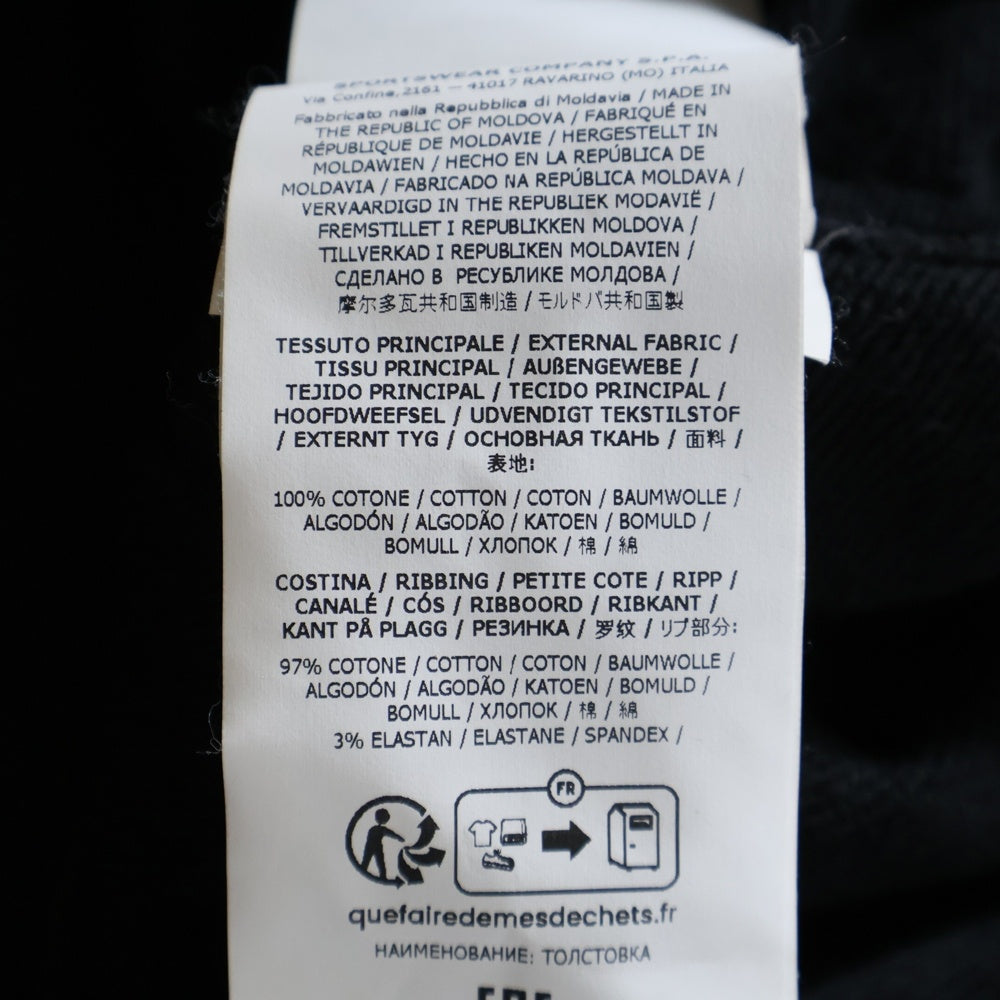 SPORTSWEAR COMPANY S.P.A.
Via Confine,2161 — 41017 RAVARINO (MO) ITALIA
Fabbricato nella Repubblica di Moldavia / MADE IN
THE REPUBLIC OF MOLDOVA / FABRIQUÉ EN
RÉPUBLIQUE DE MOLDAVIE / HERGESTELLT IN
MOLDAWIEN / HECHO EN LA REPÚBLICA DE
MOLDAVIA / FABRICADO NA REPÚBLICA MOLDAVA /
VERVAARDIGD IN THE REPUBLIEK MODAVIË /
FREMSTILLET I REPUBLIKKEN MOLDOVA /
TILLVERKAD I REPUBLIKEN MOLDAVIEN /
СДЕЛАНО В РЕСУБЛИКЕ МОЛДОВА /
摩尔多瓦共和国制造 / モルドバ共和国製
TESSUTO PRINCIPALE / EXTERNAL FABRIC /
TISSU PRINCIPAL / AUßENGEWEBE /
TEJIDO PRINCIPAL / TECIDO PRINCIPAL /
HOOFDWEEFSEL / UDVENDIGT TEKSTILSTOF
/ EXTERNT TYG / ОСНОВНАЯ ТКАНЬ / 面料 /
表地:
100% COTONE / COTTON / COTON / BAUMWOLLE /
ALGODÓN / ALGODÃO / KATOEN / BOMULD /
BOMULL / ХЛОПОК / 棉 / 綿
COSTINA / RIBBING / PETITE COTE / RIPP /
CANALÉ / CÓS / RIBBOORD / RIBKANT /
KANT PÅ PLAGG / РЕЗИНКА / 罗纹 / リブ部分:
97% COTONE / COTTON / COTON / BAUMWOLLE /
ALGODÓN / ALGODÃO / KATOEN / BOMULD /
BOMULL / ХЛОПОК / 棉 / 綿
3% ELASTAN / ELASTANE / SPANDEX /
FR
quefairedemesdechets.fr
НАИМЕНОВАНИЕ: ТОЛСТОВКА